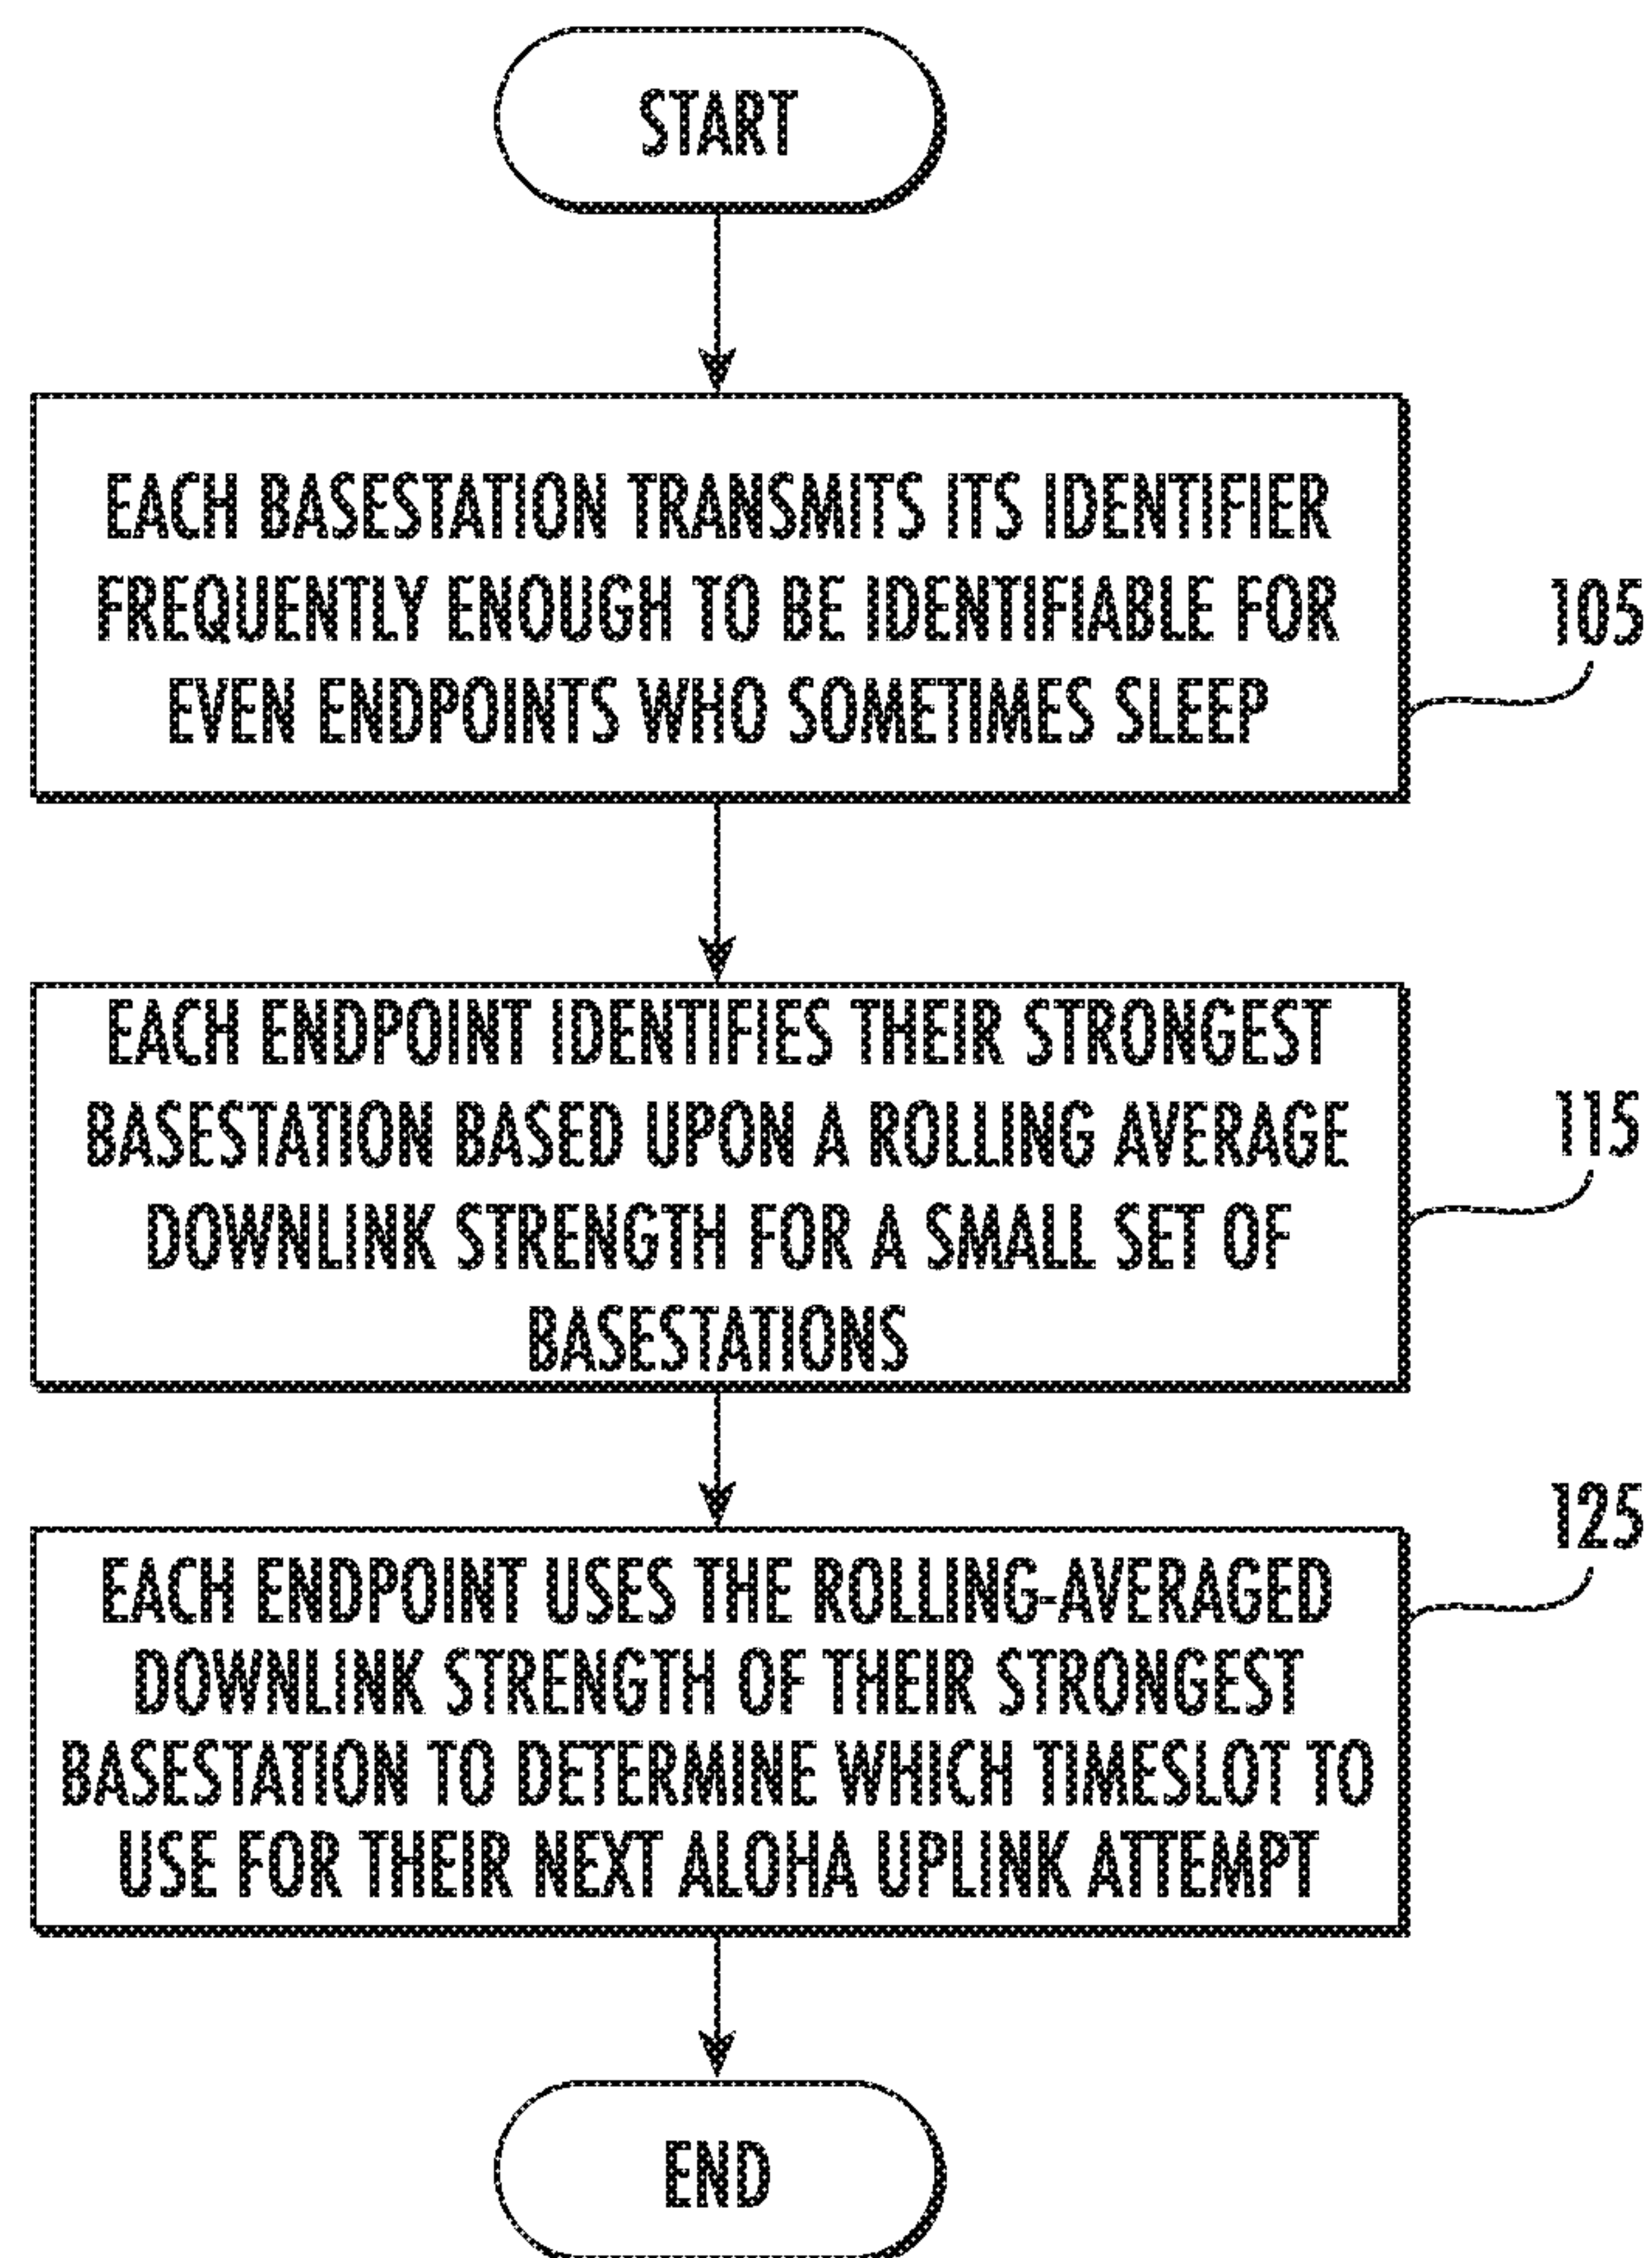 START
EACH BASESTATION TRANSMITS ITS IDENTIFIER
FREQUENTLY ENOUGH TO BE IDENTIFIABLE FOR
EVEN ENDPOINTS WHO SOMETIMES SLEEP
105
EACH ENDPOINT IDENTIFIES THEIR STRONGEST
BASESTATION BASED UPON A ROLLING AVERAGE
DOWNLINK STRENGTH FOR A SMALL SET OF
BASESTATIONS
115
EACH ENDPOINT USES THE ROLLING-AVERAGED
DOWNLINK STRENGTH OF THEIR STRONGEST
BASESTATION TO DETERMINE WHICH TIMESLOT TO
USE FOR THEIR NEXT ALOHA UPLINK ATTEMPT
125
END